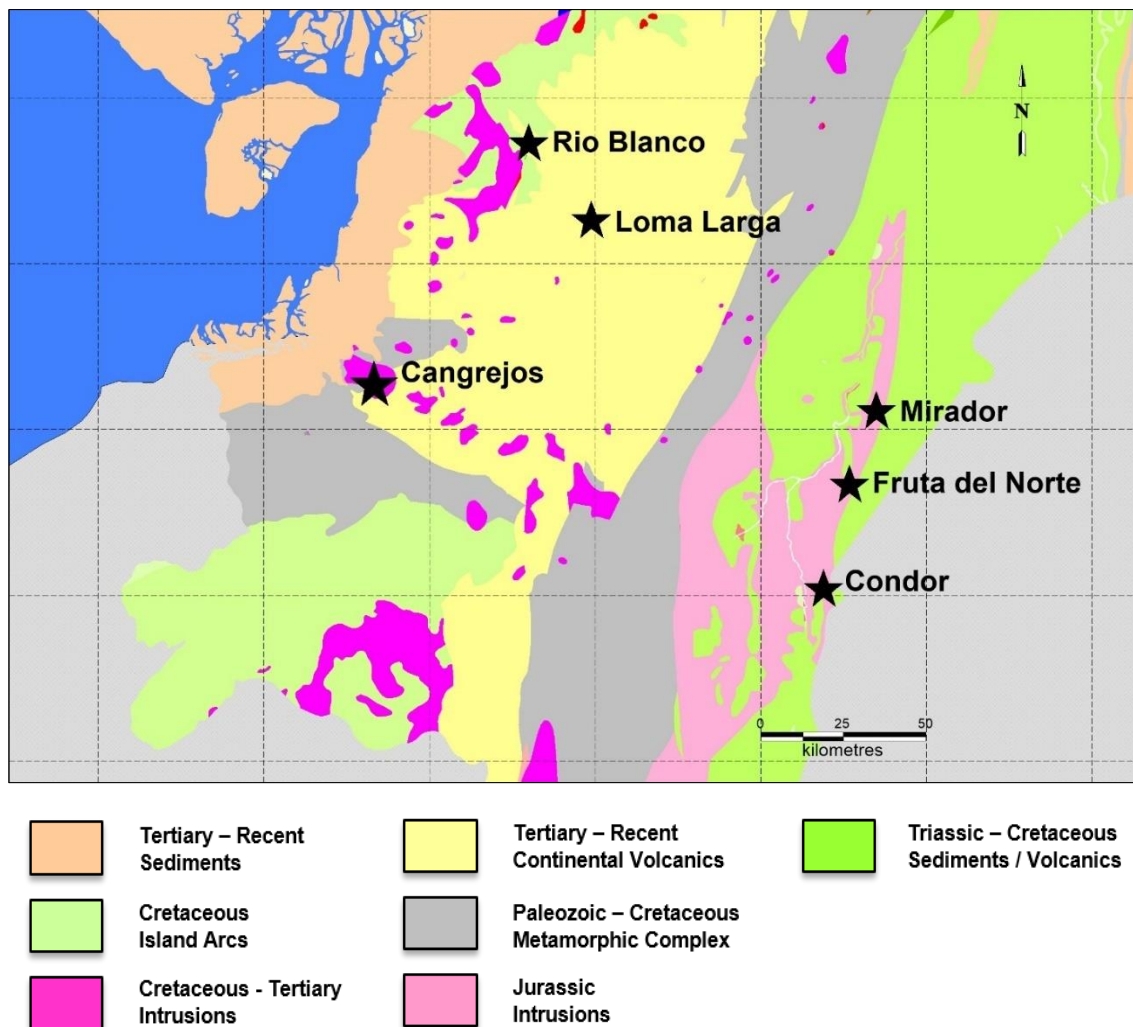 N
Rio Blanco
Loma Larga
Cangrejos
Mirador
Fruta del Norte
Condor
0 25 50
kilometres
Tertiary – Recent
Sediments
Tertiary – Recent
Continental Volcanics
Triassic – Cretaceous
Sediments / Volcanics
Cretaceous
Island Arcs
Paleozoic – Cretaceous
Metamorphic Complex
Cretaceous - Tertiary
Intrusions
Jurassic
Intrusions